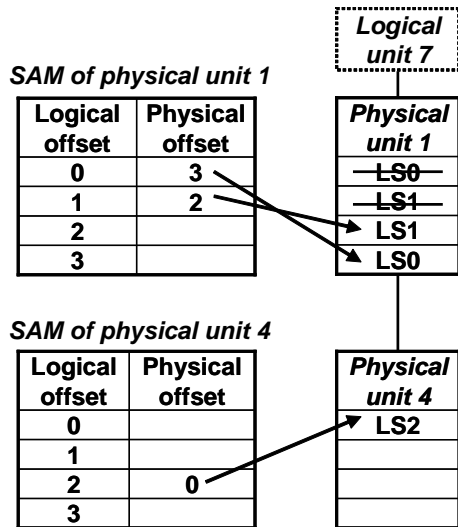 Logical
unit 7
SAM of physical unit 1
Logical offset Physical offset
0 3
1 2
2
3
Physical
unit 1
LS0
LS1
LS1
LS0
SAM of physical unit 4
Logical offset Physical offset
0
1
2 0
3
Physical
unit 4
LS2